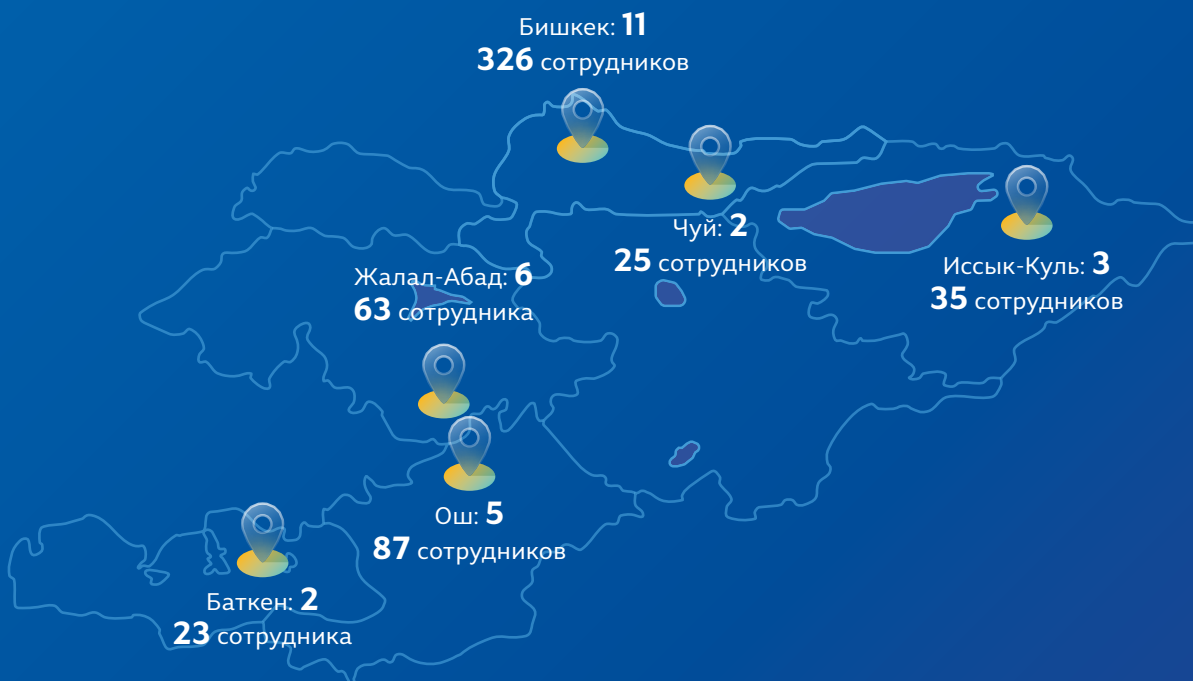 Бишкек: 11
326 сотрудников
Чуй: 2
25 сотрудников
Иссык-Куль: 3
35 сотрудников
Жалал-Абад: 6
63 сотрудника
Ош: 5
87 сотрудников
Баткен: 2
23 сотрудника